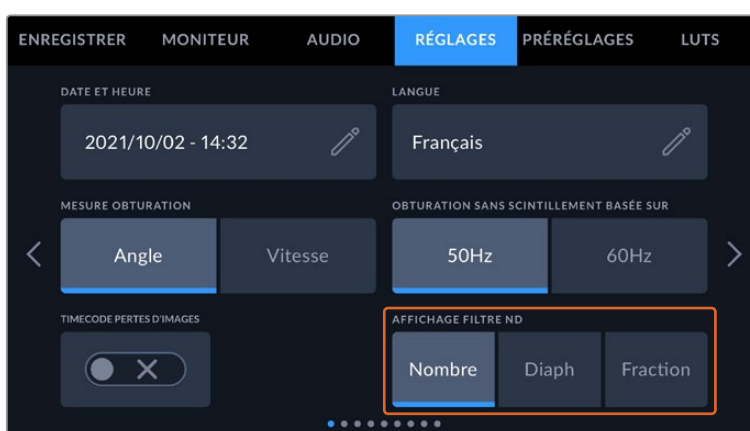 ENREGISTRER MONITEUR AUDIO RÉGLAGES PRÉRÉGLAGES LUTS
DATE ET HEURE LANGUE
2021/10/02 - 14:32 Français
MESURE OBTURATION OBTURATION SANS SCINTILLEMENT BASÉE SUR
Angle Vitesse 50Hz 60Hz
TIMECODE PERTES D'IMAGES AFFICHAGE FILTRE ND
Nombre Diaph Fraction